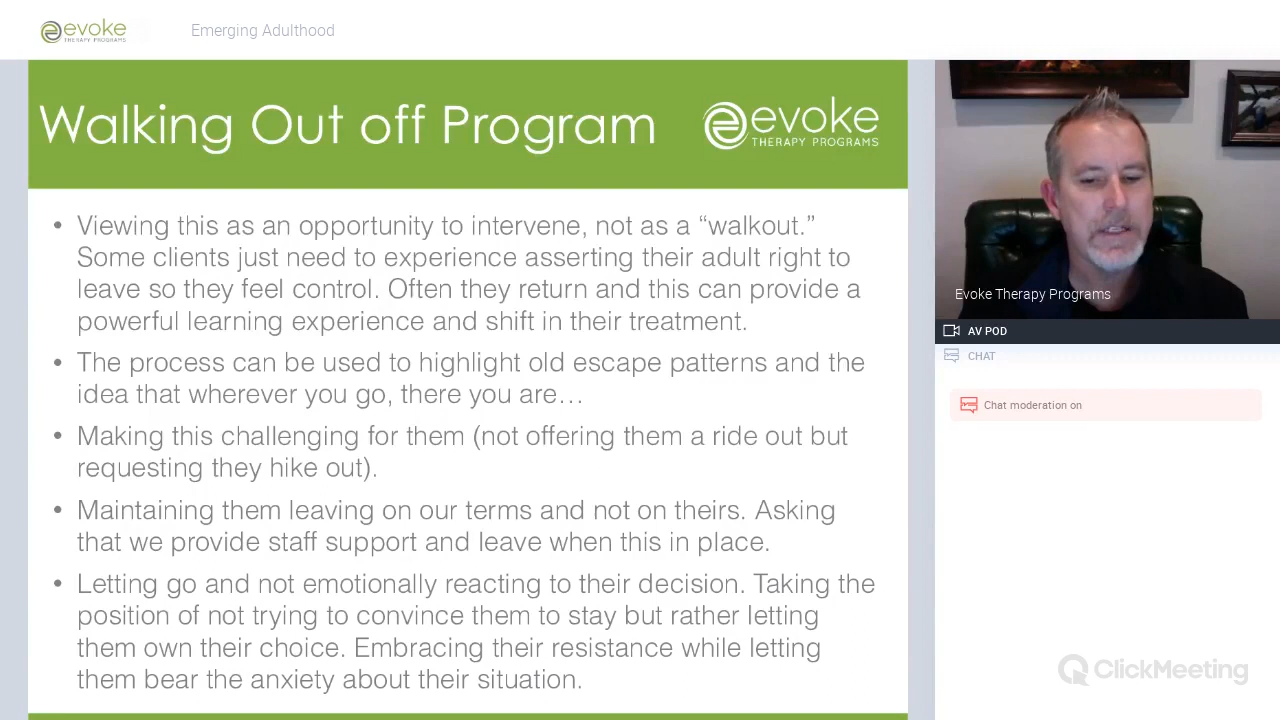 evoke
THERAPY PROGRAMS
Emerging Adulthood
Walking Out off Program
evoke
THERAPY PROGRAMS
• Viewing this as an opportunity to intervene, not as a “walkout.”
Some clients just need to experience asserting their adult right to
leave so they feel control. Often they return and this can provide a
powerful learning experience and shift in their treatment.
• The process can be used to highlight old escape patterns and the
idea that wherever you go, there you are…
• Making this challenging for them (not offering them a ride out but
requesting they hike out).
• Maintaining them leaving on our terms and not on theirs. Asking
that we provide staff support and leave when this in place.
• Letting go and not emotionally reacting to their decision. Taking the
position of not trying to convince them to stay but rather letting
them own their choice. Embracing their resistance while letting
them bear the anxiety about their situation.
Evoke Therapy Programs
AV POD
CHAT
Chat moderation on
ClickMeeting